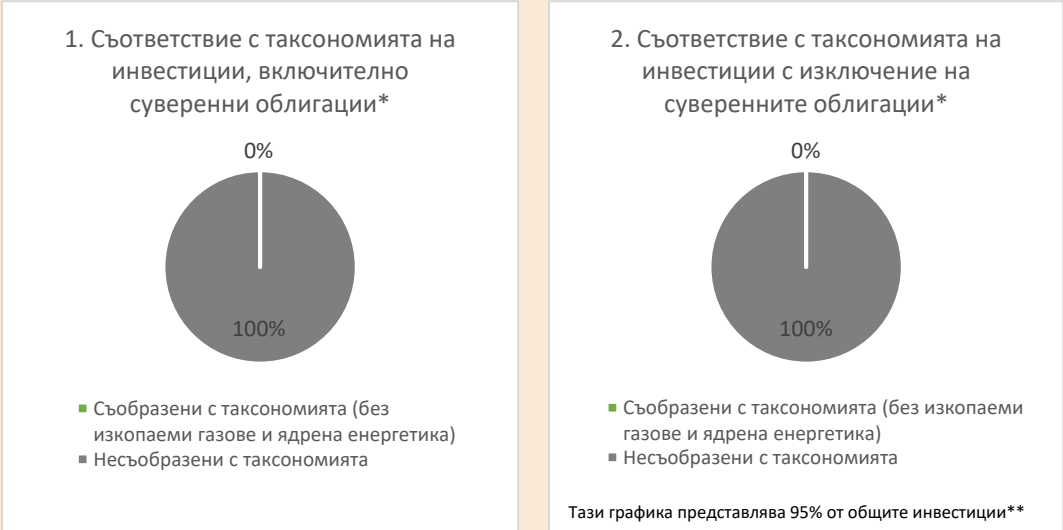 1. Съответствие с таксономията на
инвестиции, включително
суверенни облигации*
0%
100%
■ Съобразени с таксономията (без
изкопаеми газове и ядрена енергетика)
■ Несъобразени с таксономията
2. Съответствие с таксономията на
инвестиции с изключение на
суверенните облигации*
0%
100%
■ Съобразени с таксономията (без изкопаеми
газове и ядрена енергетика)
■ Несъобразени с таксономията
Тази графика представлява 95% от общите инвестиции**